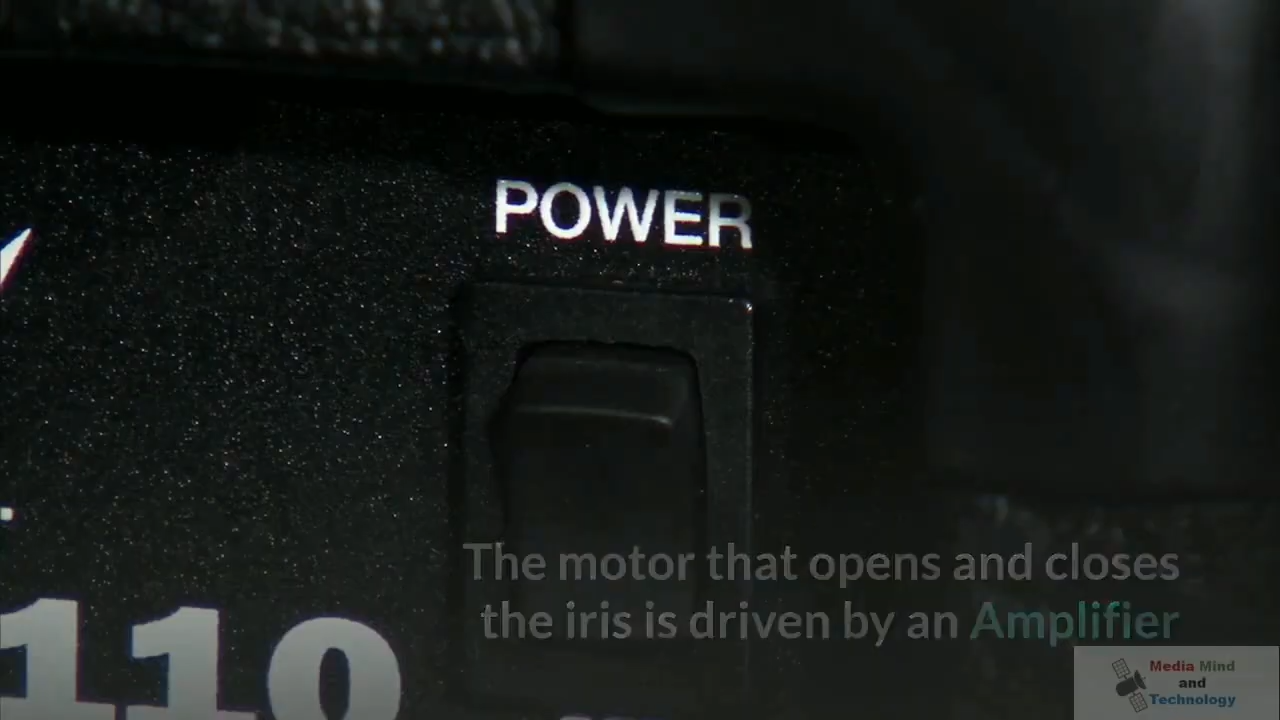 POWER
110
The motor that opens and closes
the iris is driven by an Amplifier
Media Mind
and
Technology